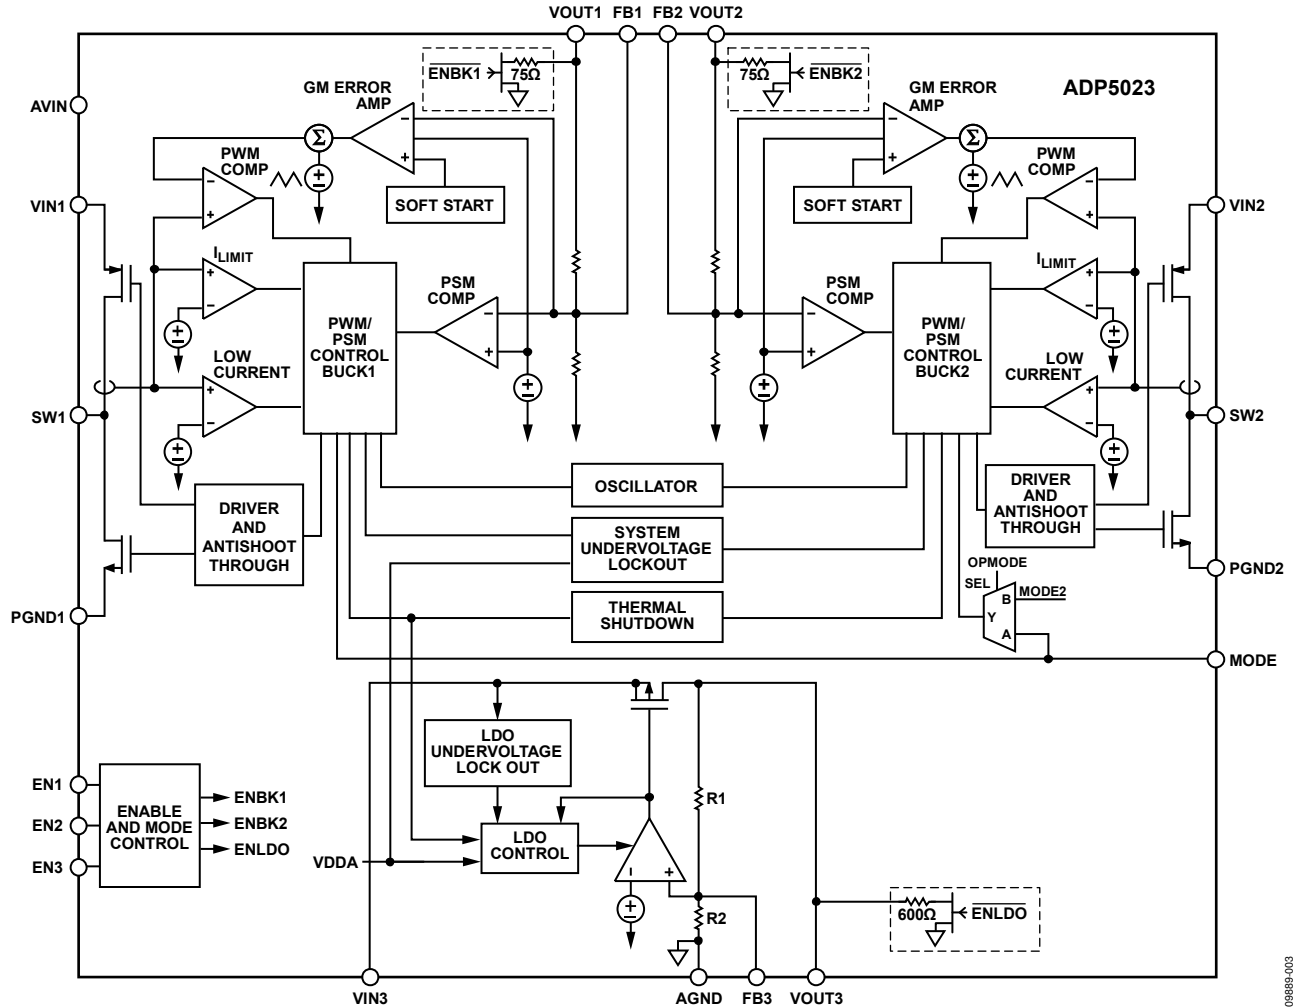 VOUT1 FB1 FB2 VOUT2
ENBK1
75Ω
75Ω
ENBK2
ADP5023
AVIN
GM ERROR
AMP
GM ERROR
AMP
Σ
Σ
PWM
COMP
PWM
COMP
SOFT START
SOFT START
VIN1
VIN2
ILIMIT
ILIMIT
PSM
COMP
PSM
COMP
PWM/
PSM
CONTROL
BUCK1
PWM/
PSM
CONTROL
BUCK2
LOW
CURRENT
LOW
CURRENT
SW1
SW2
OSCILLATOR
DRIVER
AND
ANTISHOOT
THROUGH
DRIVER
AND
ANTISHOOT
THROUGH
SYSTEM
UNDERVOLTAGE
LOCKOUT
THERMAL
SHUTDOWN
OPMODE
SEL
B
MODE2
Y
A
PGND1
PGND2
MODE
LDO
UNDERVOLTAGE
LOCK OUT
R1
EN1
EN2
EN3
ENABLE
AND MODE
CONTROL
ENBK1
ENBK2
ENLDO
VDDA
LDO
CONTROL
R2
600Ω
ENLDO
VIN3
AGND
FB3
VOUT3
09889-003